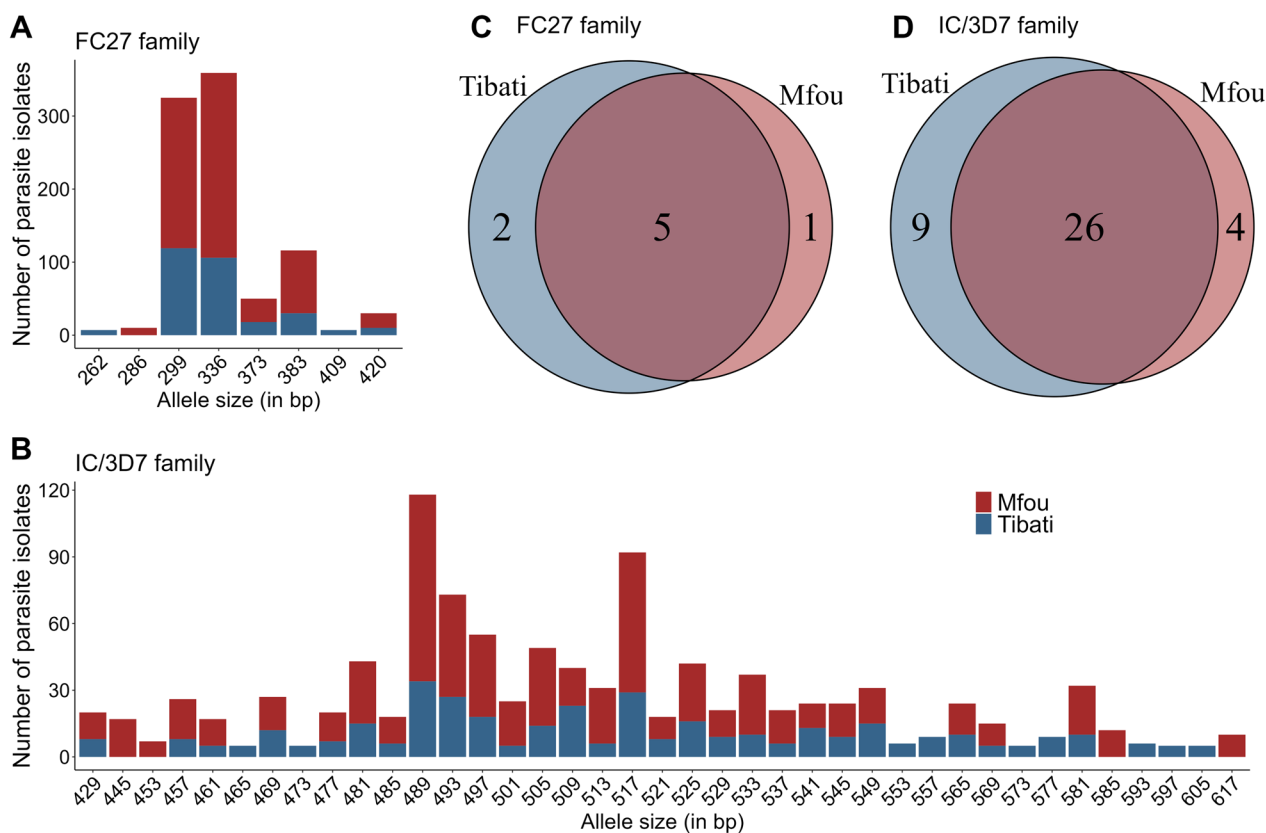 A
FC27 family
Number of parasite isolates
300
200
100
0
262 286 299 336 373 383 409 420
Allele size (in bp)
C FC27 family
Tibati
Mfou
2 5 1
D IC/3D7 family
Tibati
Mfou
9 26 4
B
IC/3D7 family
Number of parasite isolates
120
90
60
30
0
Mfou
Tibati
429 445 453 457 461 465 469 473 477 481 485 489 493 497 501 505 509 513 517 521 525 529 533 537 541 545 549 553 557 565 569 573 577 581 585 593 597 605 617
Allele size (in bp)